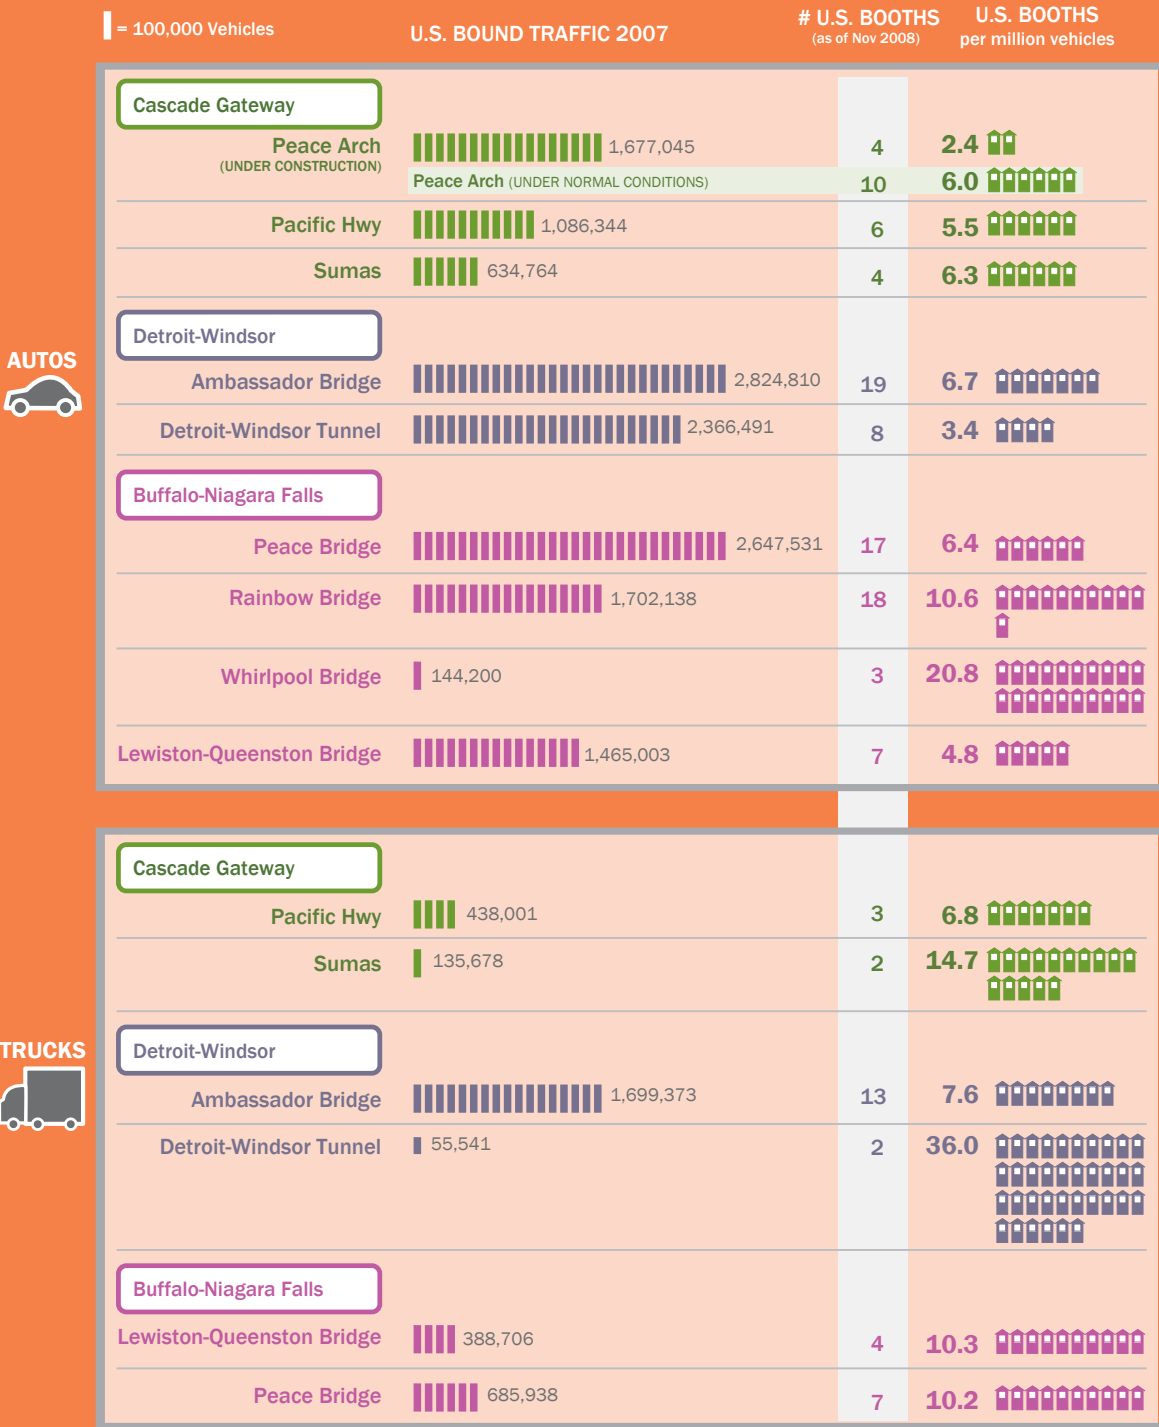 = 100,000 Vehicles
U.S. BOUND TRAFFIC 2007
# U.S. BOOTHS
(as of Nov 2008)
U.S. BOOTHS
per million vehicles
AUTOS
Cascade Gateway
Peace Arch 1,677,045 4 2.4
(UNDER CONSTRUCTION)
Peace Arch (UNDER NORMAL CONDITIONS) 10 6.0
Pacific Hwy 1,086,344 6 5.5
Sumas 634,764 4 6.3
Detroit-Windsor
Ambassador Bridge 2,824,810 19 6.7
Detroit-Windsor Tunnel 2,366,491 8 3.4
Buffalo-Niagara Falls
Peace Bridge 2,647,531 17 6.4
Rainbow Bridge 1,702,138 18 10.6
Whirlpool Bridge 144,200 3 20.8
Lewiston-Queenston Bridge 1,465,003 7 4.8
TRUCKS
Cascade Gateway
Pacific Hwy 438,001 3 6.8
Sumas 135,678 2 14.7
Detroit-Windsor
Ambassador Bridge 1,699,373 13 7.6
Detroit-Windsor Tunnel 55,541 2 36.0
Buffalo-Niagara Falls
Lewiston-Queenston Bridge 388,706 4 10.3
Peace Bridge 685,938 7 10.2